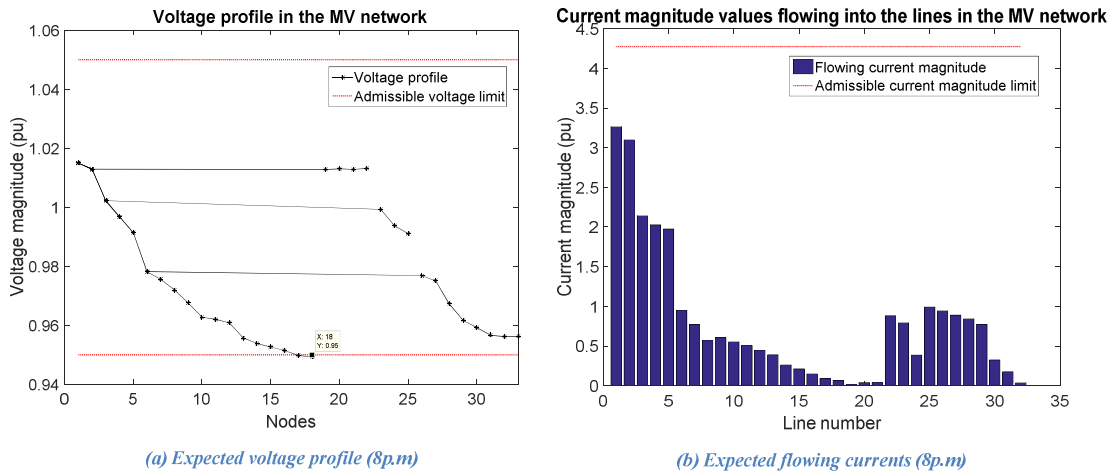 Voltage profile in the MV network
1.06
1.04
1.02
1
0.98
0.96
0.94
Voltage magnitude (pu)
Voltage profile
Admissible voltage limit
X: 18
Y: 0.95
0 5 10 15 20 25 30
Nodes
(a) Expected voltage profile (8p.m)
Current magnitude values flowing into the lines in the MV network
4.5
4
3.5
3
2.5
2
1.5
1
0.5
0
Current magnitude (pu)
Flowing current magnitude
Admissible current magnitude limit
0 5 10 15 20 25 30 35
Line number
(b) Expected flowing currents (8p.m)